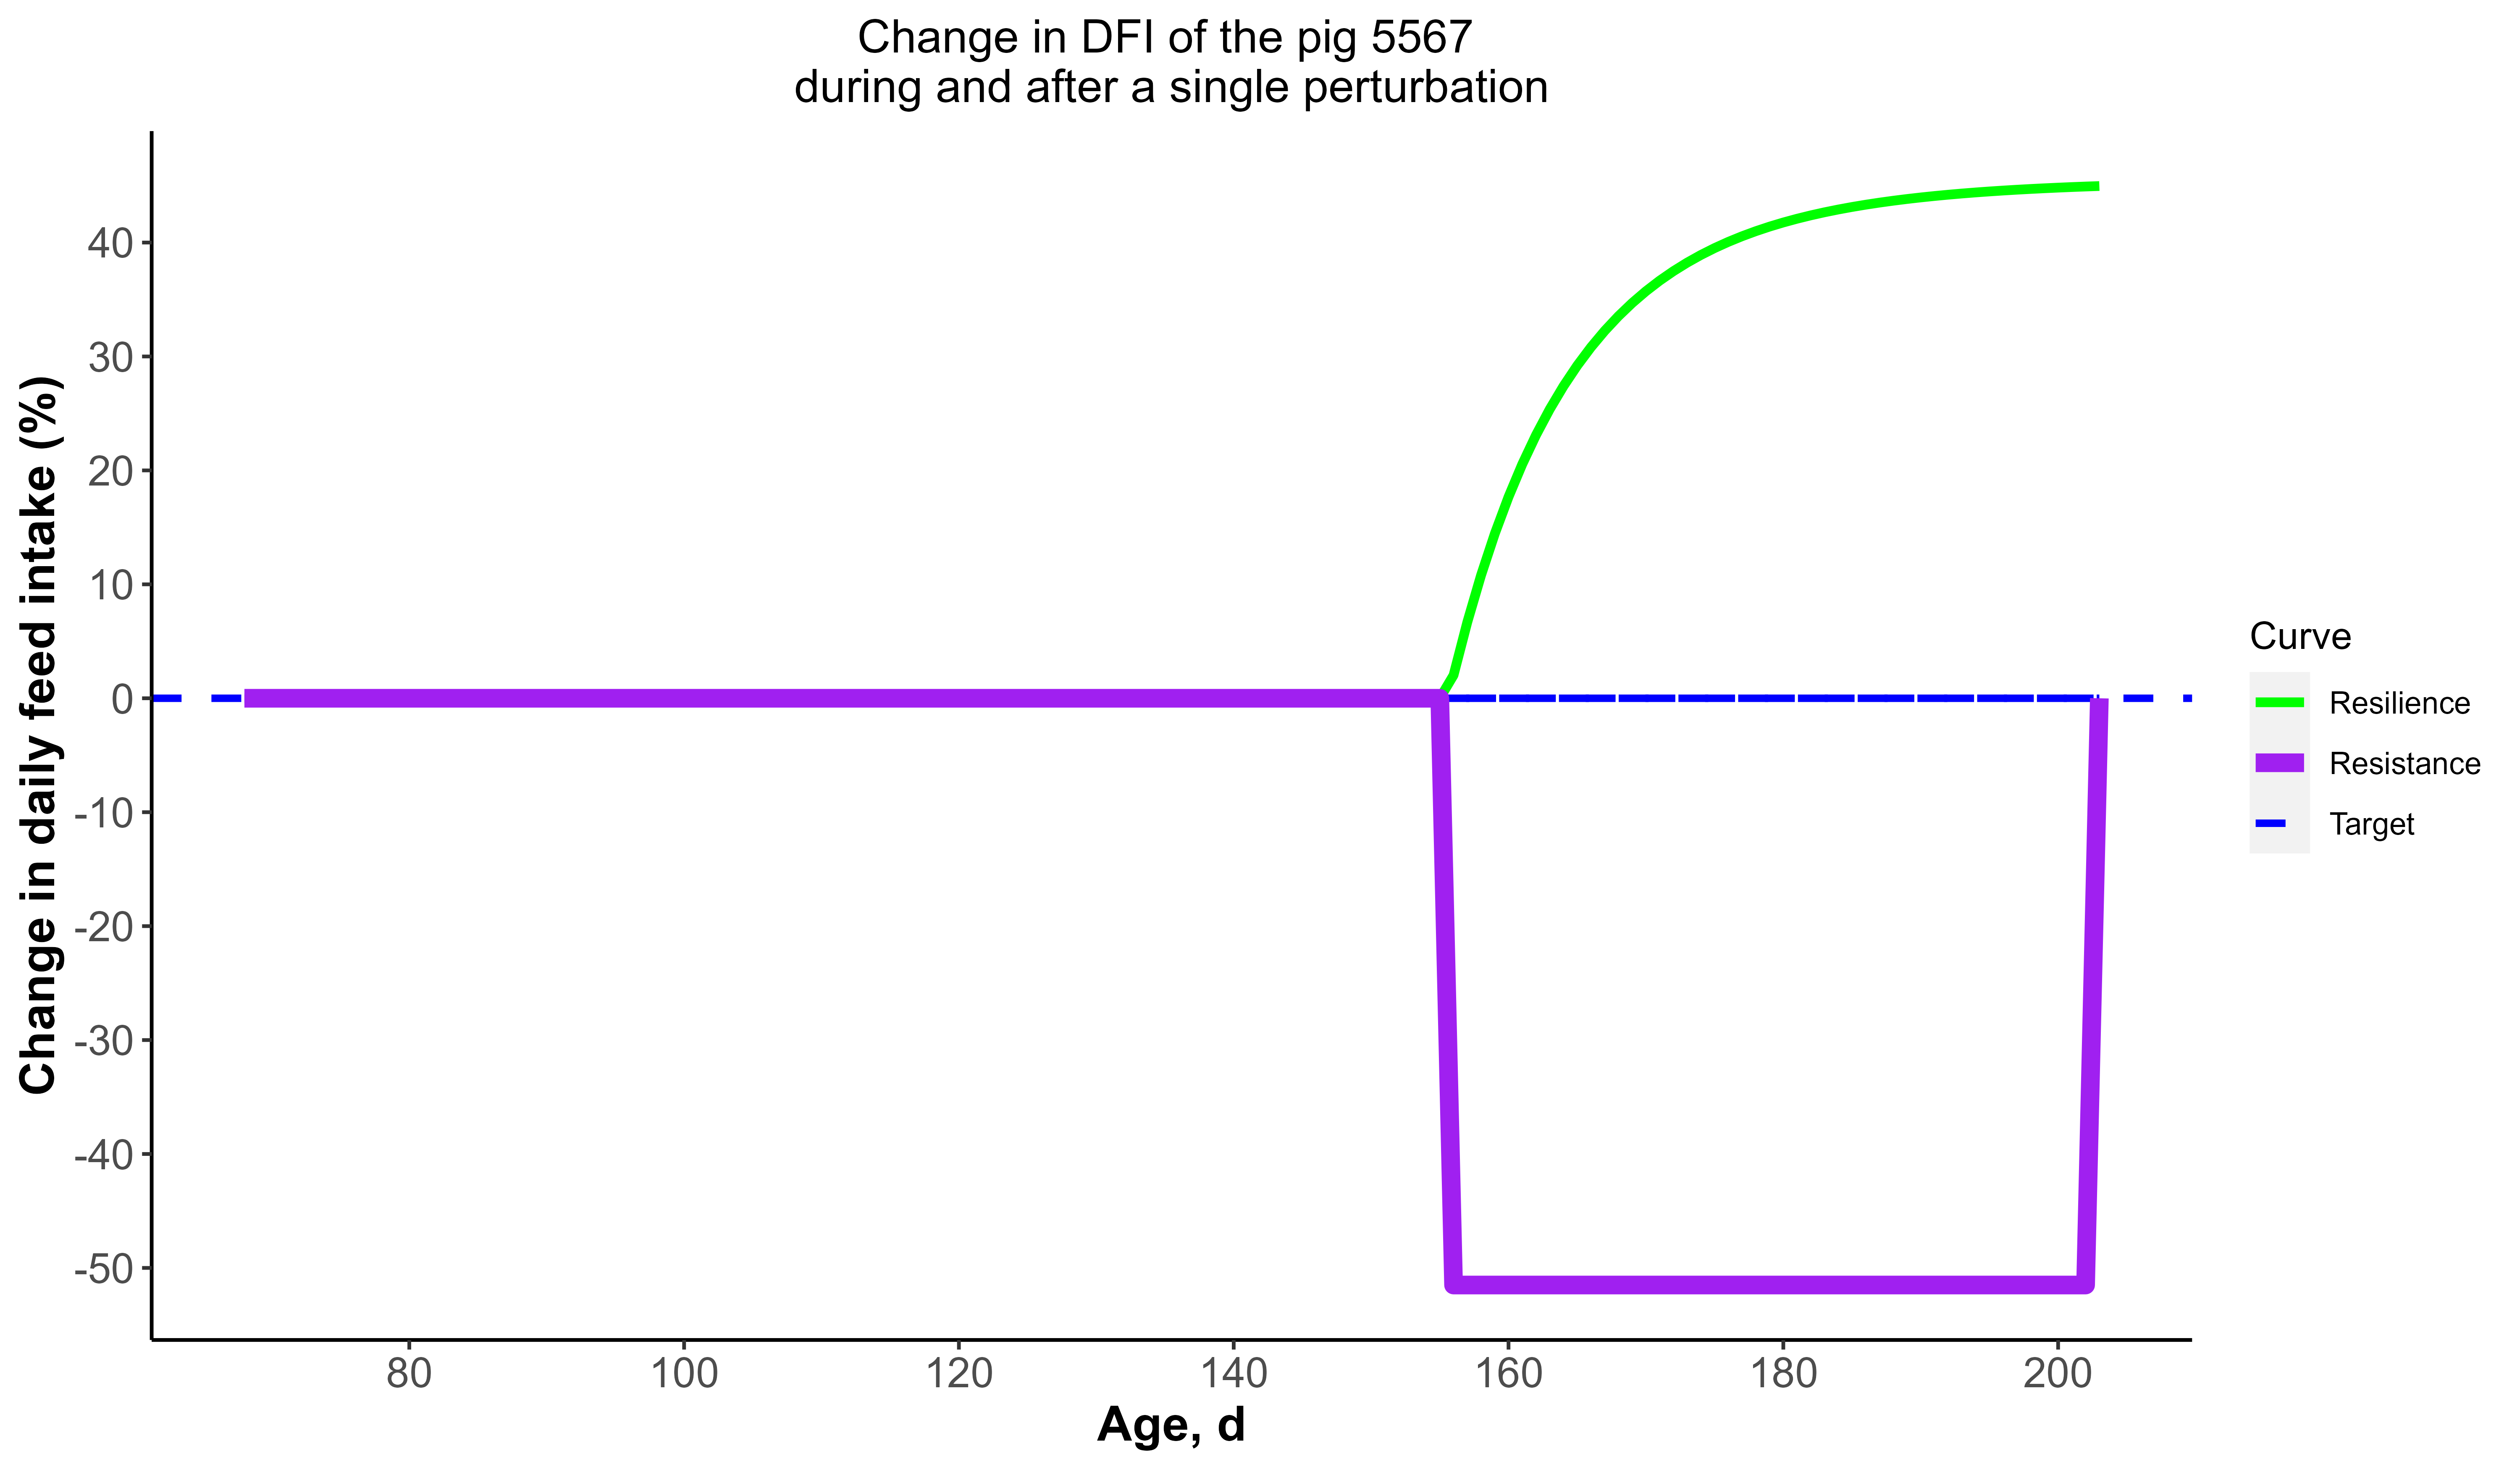 Change in DFI of the pig 5567
during and after a single perturbation
Change in daily feed intake (%)
40
30
20
10
0
-10
-20
-30
-40
-50
80 100 120 140 160 180 200
Age, d
Curve
Resilience
Resistance
Target